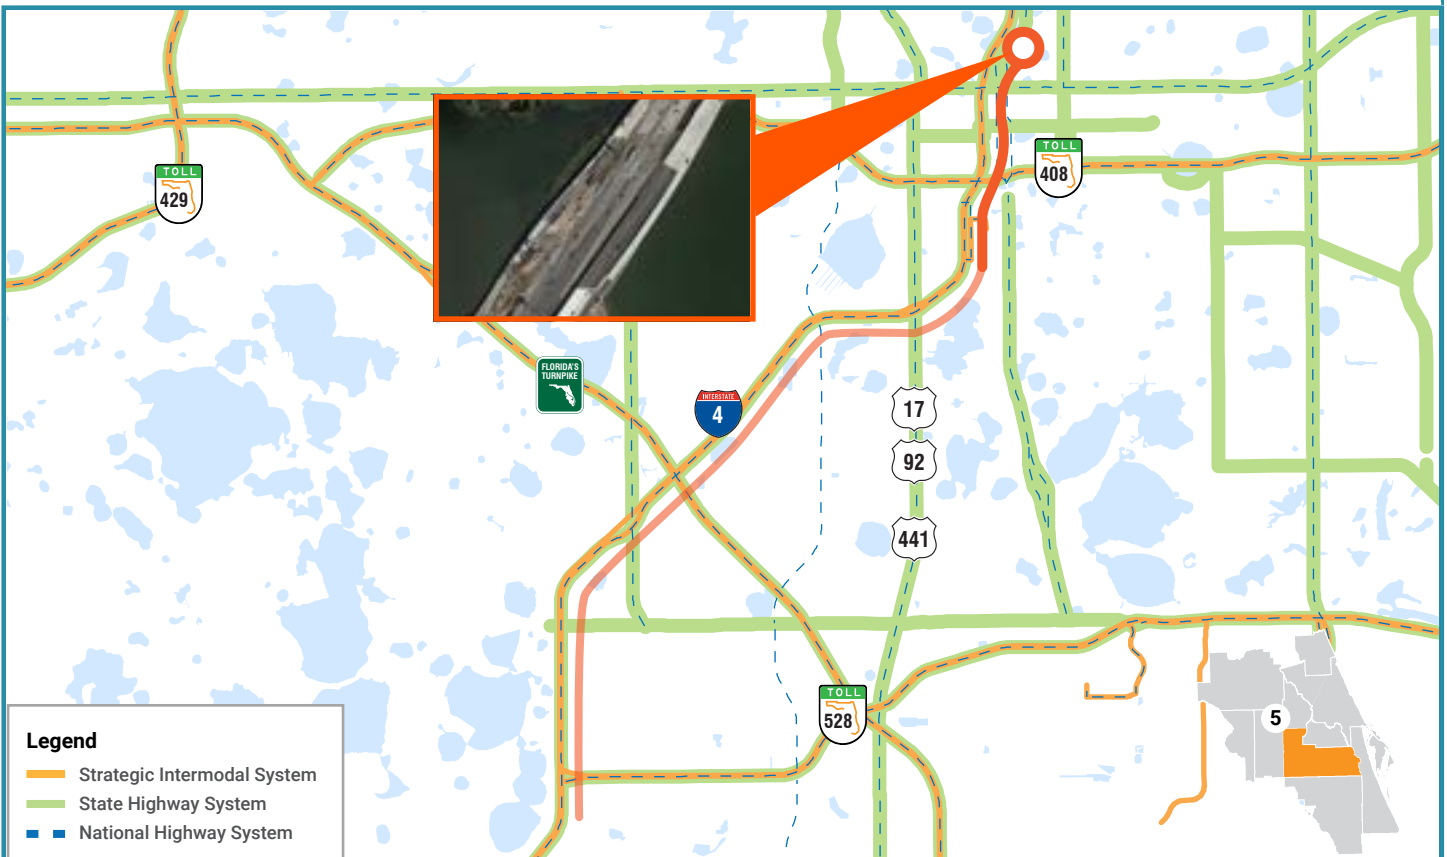 TOLL
429
TOLL
408
FLORIDA'S
TURNPIKE
INTERSTATE
4
17
92
441
TOLL
528
5
Legend
Strategic Intermodal System
State Highway System
National Highway System